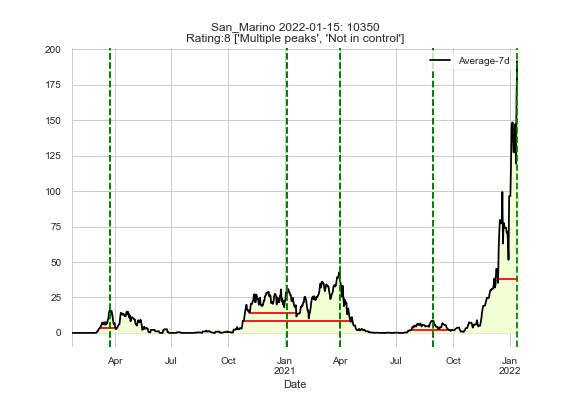 San_Marino 2022-01-15: 10350
Rating:8 ['Multiple peaks', 'Not in control']
Average-7d
200
175
150
125
100
75
50
25
0
Apr
Jul
Oct
Jan
2021
Apr
Jul
Oct
Jan
2022
Date